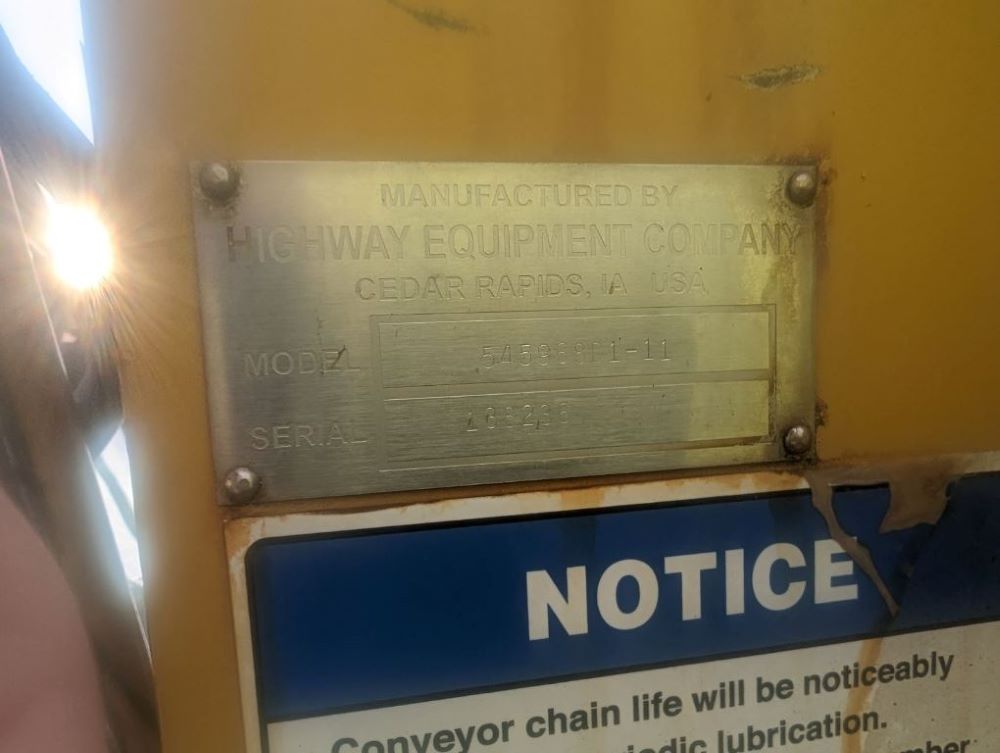 MANUFACTURED BY
HIGHWAY EQUIPMENT COMPANY
CEDAR RAPIDS, IA USA
MODEL
SERIAL
NOTICE
Conveyor chain life will be noticeably
lubrication.